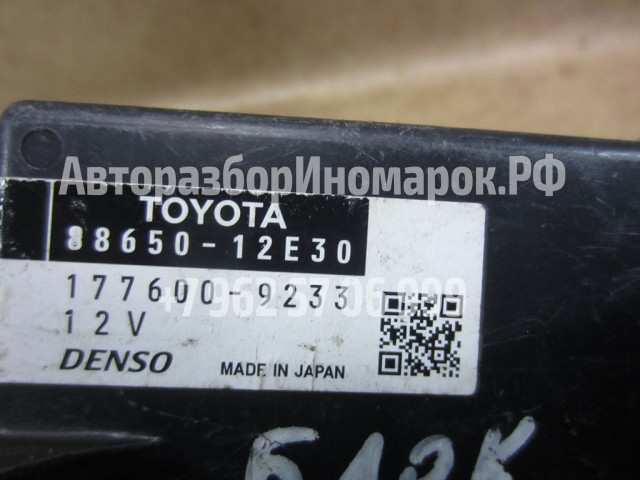 АвторазборИномарок.РФ
TOYOTA
88650-12E30
177600-9233
12V
DENSO
MADE IN JAPAN